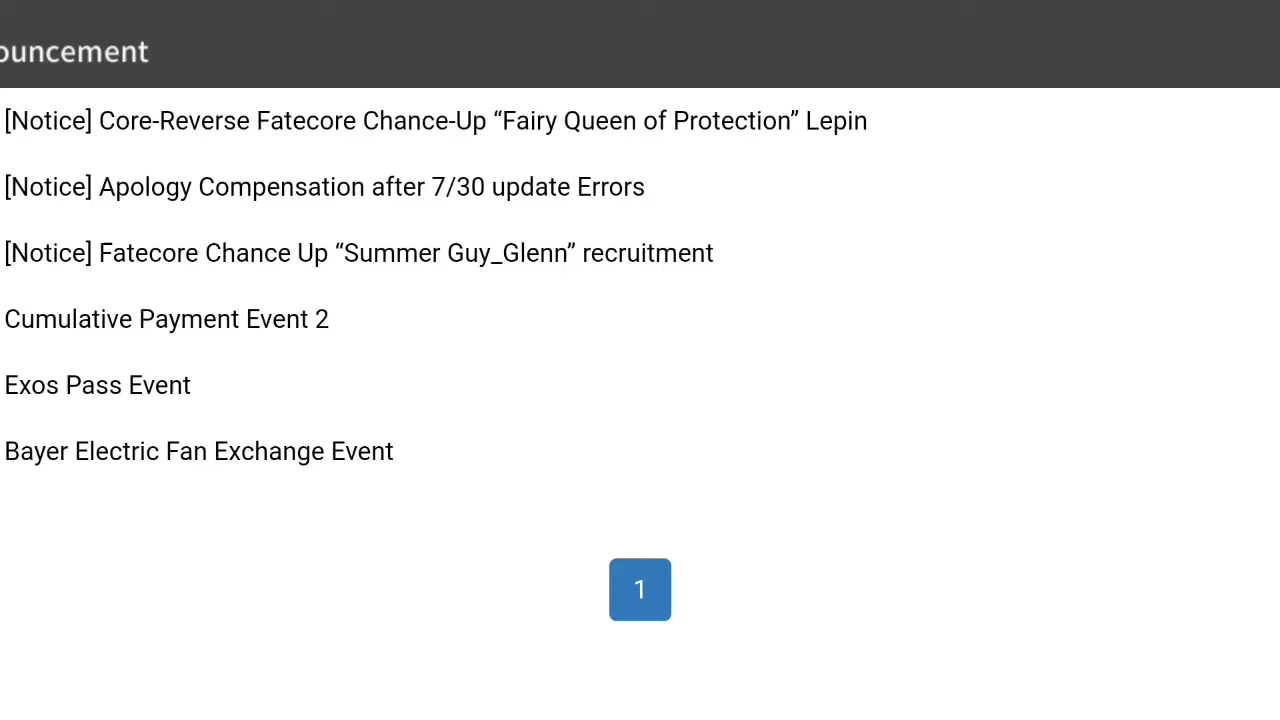 ouncement
[Notice] Core-Reverse Fatecore Chance-Up “Fairy Queen of Protection” Lepin
[Notice] Apology Compensation after 7/30 update Errors
[Notice] Fatecore Chance Up “Summer Guy_Glenn” recruitment
Cumulative Payment Event 2
Exos Pass Event
Bayer Electric Fan Exchange Event
1